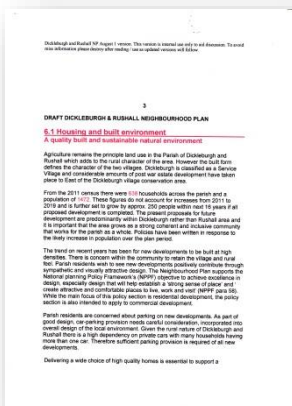 Dickleburgh and Rushall NP August 1 version. This version is internal use only to aid discussion. To avoid
miss information please destroy after reading / use as updated versions will follow.
3
DRAFT DICKLEBURGH & RUSHALL NEIGHBOURHOOD PLAN
6.1 Housing and built environment
A quality built and sustainable natural environment
Agriculture remains the principle land use in the Parish of Dickleburgh and
Rushall which adds to the rural character of the area. However the built form
defines the character of the two villages. Dickleburgh is classified as a Service
Village and considerable amounts of post war estate development have taken
place to East of the Dickleburgh village conservation area.
From the 2011 census there were 638 households across the parish and a
population of 1472. These figures do not account for increases from 2011 to
2019 and is further set to grow by approx. 250 people within next 16 years if all
proposed development is completed. The present proposals for future
development are predominantly within Dickleburgh rather than Rushall area and
it is important that the area grows as a strong coherent and inclusive community
that works for the parish as a whole. Policies have been written in response to
the likely increase in population over the plan period.
The trend on recent years has been for new developments to be built at high
densities. There is concern within the community to retain the village and rural
feel. Parish residents wish to see new developments positively contribute through
sympathetic and visually attractive design. The Neighbourhood Plan supports the
National Planning Policy Framework's (NPPF) objective to achieve excellence in
design, especially design that will help establish a 'strong sense of place' and '
create attractive and comfortable places to live, work and visit' (NPPF para 58).
While the main focus of this policy section is residential development, the policy
section is also intended to apply to commercial development.
Parish residents are concerned about parking on new developments. As part of
good design, car-parking provision needs careful consideration, incorporated into
overall design of the local environment. Given the rural nature of Dickleburgh and
Rushall there is a high dependency on private cars with many households having
more than one car. Therefore sufficient parking provision is required of all new
developments.
Delivering a wide choice of high quality homes is essential to support a